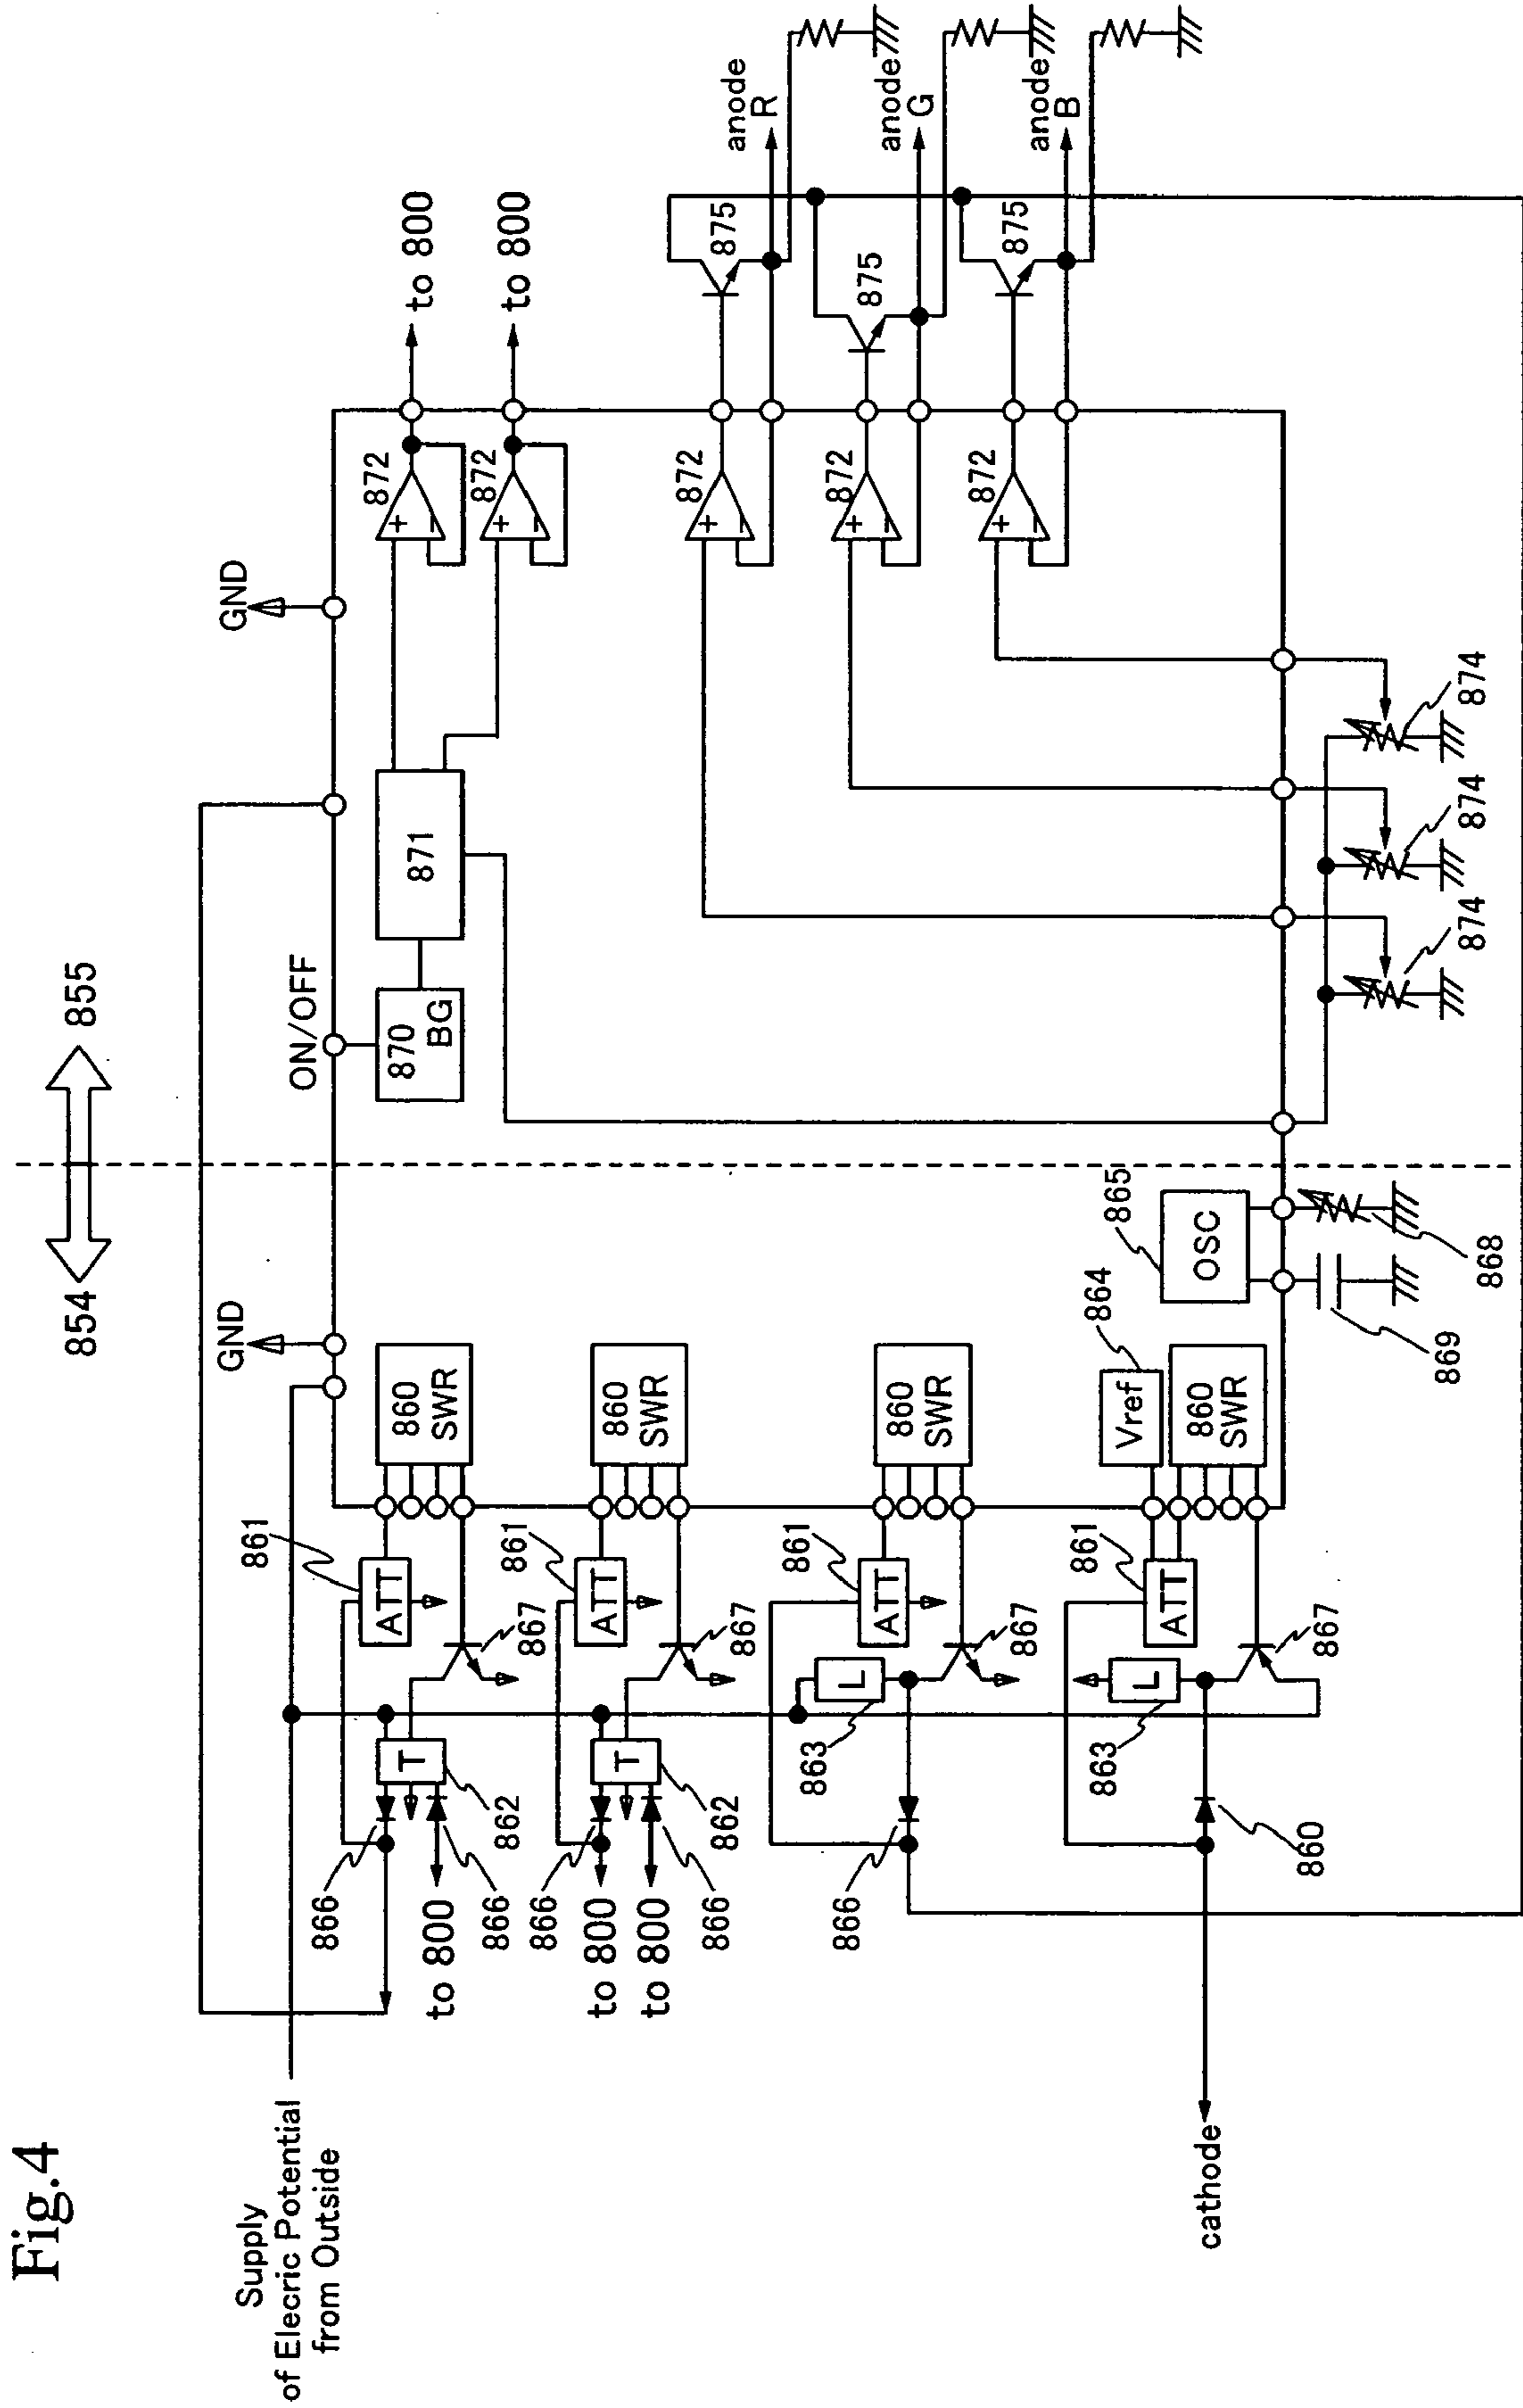 Fig.4
854
855
Supply
of Elecric Potential
from Outside
GND
ON/OFF
GND
861
ATT
860
SWR
870
BG
871
872
to 800
872
to 800
866
T
867
862
to 800
866
861
ATT
860
SWR
866
T
867
862
to 800
to 800
866
872
875
anode
R
872
875
anode
G
872
875
anode
B
861
ATT
860
SWR
863
L
867
866
861
ATT
Vref
864
860
SWR
OSC
865
863
L
867
860
cathode
869
868
874
874
874